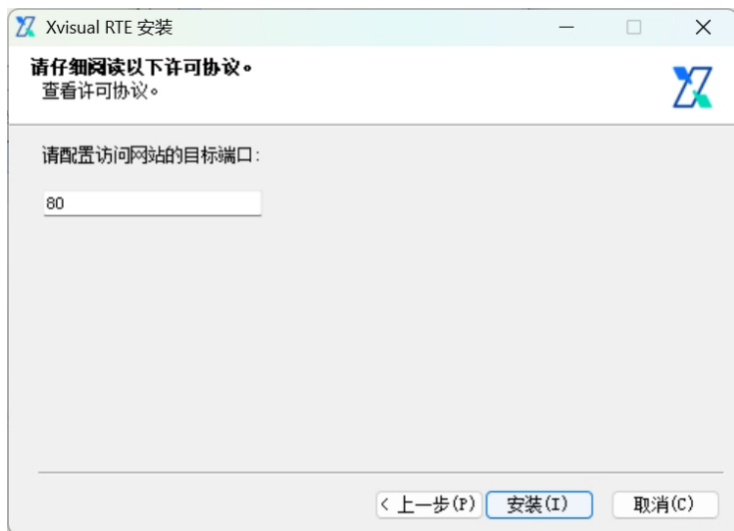 Xvisual RTE 安装
请仔细阅读以下许可协议。
查看许可协议。
请配置访问网站的目标端口:
80
< 上一步(P)
安装(I)
取消(C)